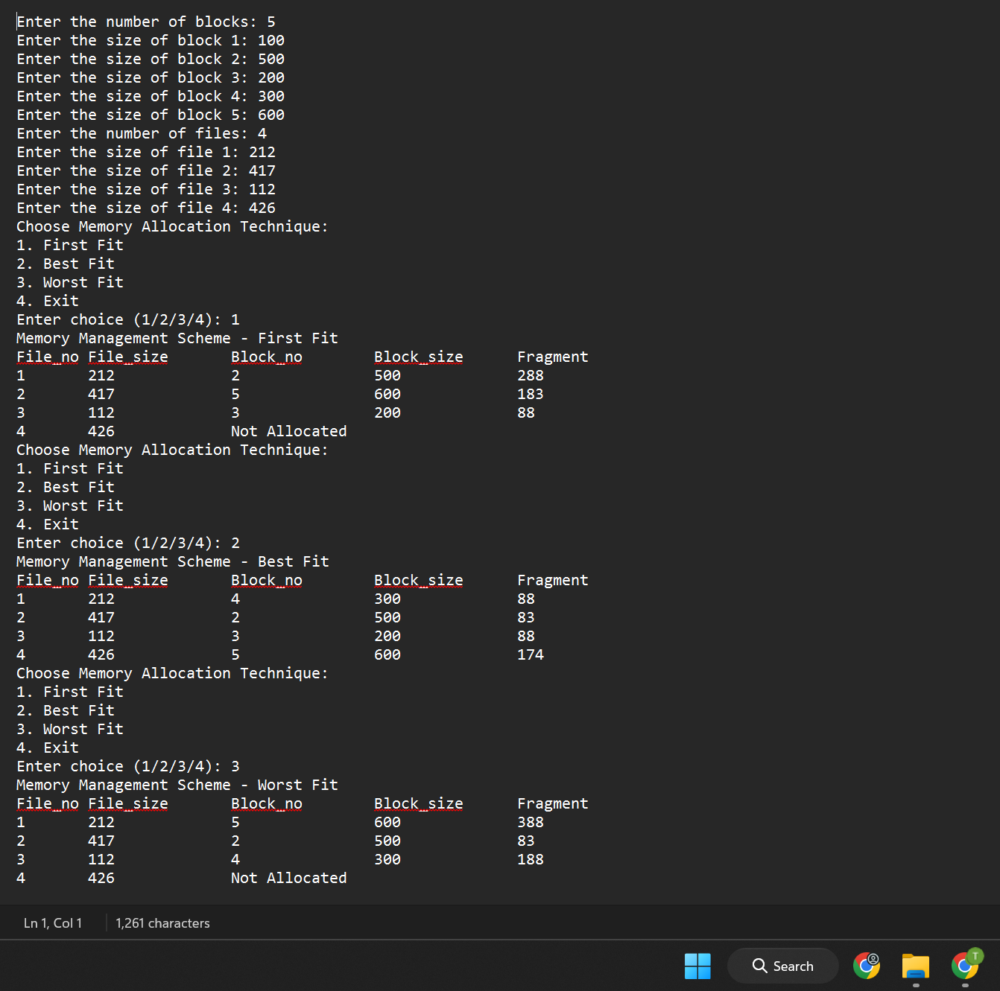 Enter the number of blocks: 5
Enter the size of block 1: 100
Enter the size of block 2: 500
Enter the size of block 3: 200
Enter the size of block 4: 300
Enter the size of block 5: 600
Enter the number of files: 4
Enter the size of file 1: 212
Enter the size of file 2: 417
Enter the size of file 3: 112
Enter the size of file 4: 426
Choose Memory Allocation Technique:
1. First Fit
2. Best Fit
3. Worst Fit
4. Exit
Enter choice (1/2/3/4): 1
Memory Management Scheme - First Fit
File_no File_size Block_no Block_size Fragment
1 212 2 500 288
2 417 5 600 183
3 112 3 200 88
4 426 Not Allocated
Choose Memory Allocation Technique:
1. First Fit
2. Best Fit
3. Worst Fit
4. Exit
Enter choice (1/2/3/4): 2
Memory Management Scheme - Best Fit
File_no File_size Block_no Block_size Fragment
1 212 4 300 88
2 417 2 500 83
3 112 3 200 88
4 426 5 600 174
Choose Memory Allocation Technique:
1. First Fit
2. Best Fit
3. Worst Fit
4. Exit
Enter choice (1/2/3/4): 3
Memory Management Scheme - Worst Fit
File_no File_size Block_no Block_size Fragment
1 212 5 600 388
2 417 2 500 83
3 112 4 300 188
4 426 Not Allocated
Ln 1, Col 1 1,261 characters
Search
T